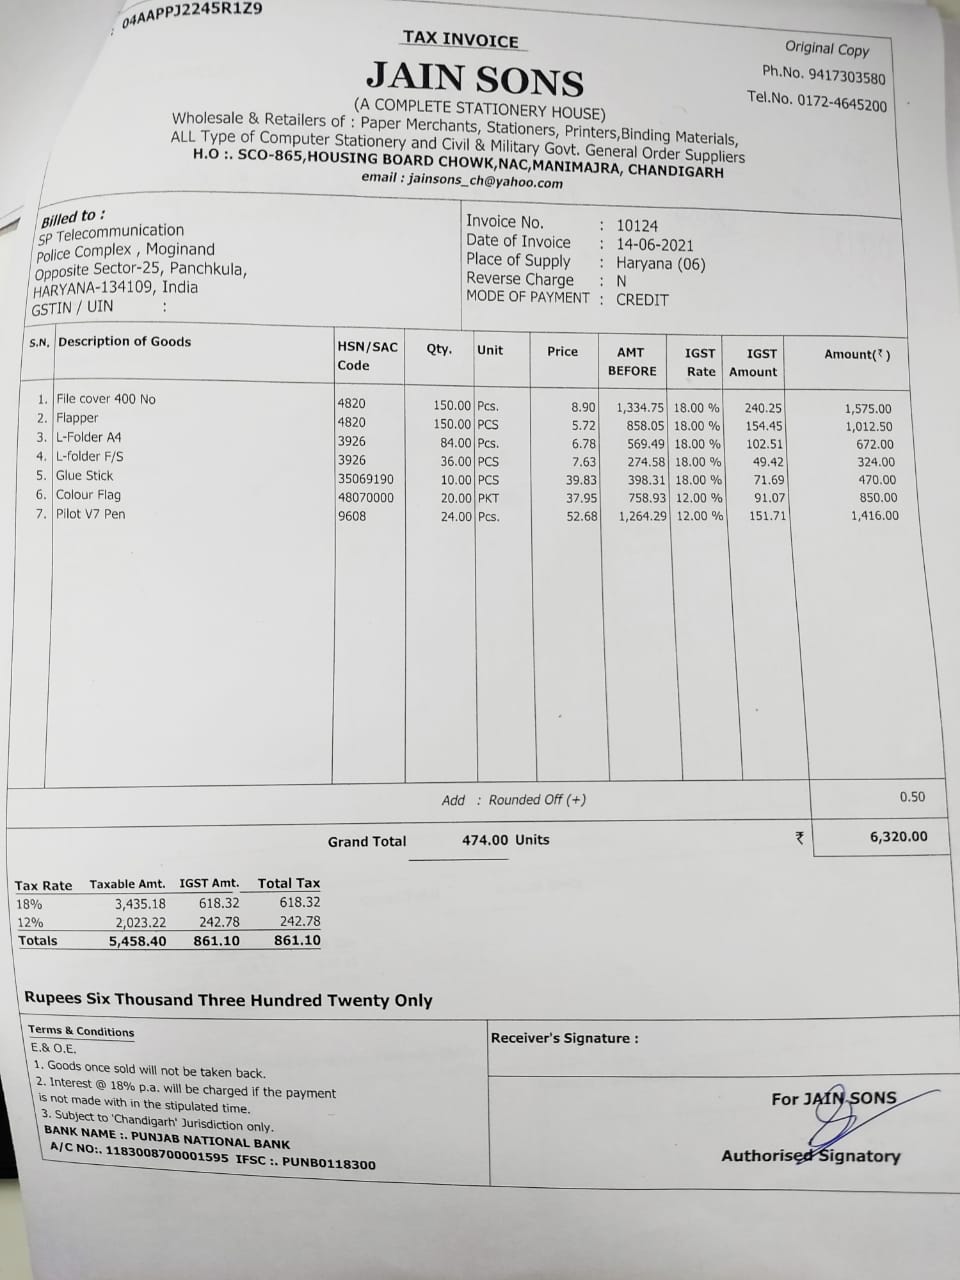 : 04AAPPJ2245R1Z9
TAX INVOICE
Original Copy
JAIN SONS
Ph.No. 9417303580
(A COMPLETE STATIONERY HOUSE)
Tel.No. 0172-4645200
Wholesale & Retailers of : Paper Merchants, Stationers, Printers,Binding Materials,
ALL Type of Computer Stationery and Civil & Military Govt. General Order Suppliers
H.O :. SCO-865,HOUSING BOARD CHOWK,NAC,MANIMAJRA, CHANDIGARH
email : jainsons_ch@yahoo.com
Billed to :
SP Telecommunication
Police Complex , Moginand
Opposite Sector-25, Panchkula,
HARYANA-134109, India
GSTIN / UIN :
Invoice No. : 10124
Date of Invoice : 14-06-2021
Place of Supply : Haryana (06)
Reverse Charge : N
MODE OF PAYMENT : CREDIT
S.N. Description of Goods HSN/SAC Code Qty. Unit Price AMT BEFORE IGST Rate IGST Amount Amount(₹ )
1. File cover 400 No 4820 150.00 Pcs. 8.90 1,334.75 18.00 % 240.25 1,575.00
2. Flapper 4820 150.00 PCS 5.72 858.05 18.00 % 154.45 1,012.50
3. L-Folder A4 3926 84.00 Pcs. 6.78 569.49 18.00 % 102.51 672.00
4. L-folder F/S 3926 36.00 PCS 7.63 274.58 18.00 % 49.42 324.00
5. Glue Stick 35069190 10.00 PCS 39.83 398.31 18.00 % 71.69 470.00
6. Colour Flag 48070000 20.00 PKT 37.95 758.93 12.00 % 91.07 850.00
7. Pilot V7 Pen 9608 24.00 Pcs. 52.68 1,264.29 12.00 % 151.71 1,416.00
Add : Rounded Off (+) 0.50
Grand Total 474.00 Units ₹ 6,320.00
Tax Rate Taxable Amt. IGST Amt. Total Tax
18% 3,435.18 618.32 618.32
12% 2,023.22 242.78 242.78
Totals 5,458.40 861.10 861.10
Rupees Six Thousand Three Hundred Twenty Only
Terms & Conditions
E.& O.E.
1. Goods once sold will not be taken back.
2. Interest @ 18% p.a. will be charged if the payment
is not made with in the stipulated time.
3. Subject to 'Chandigarh' Jurisdiction only.
BANK NAME :. PUNJAB NATIONAL BANK
A/C NO:. 1183008700001595 IFSC :. PUNB0118300
Receiver's Signature :
For JAIN SONS
Authorised Signatory